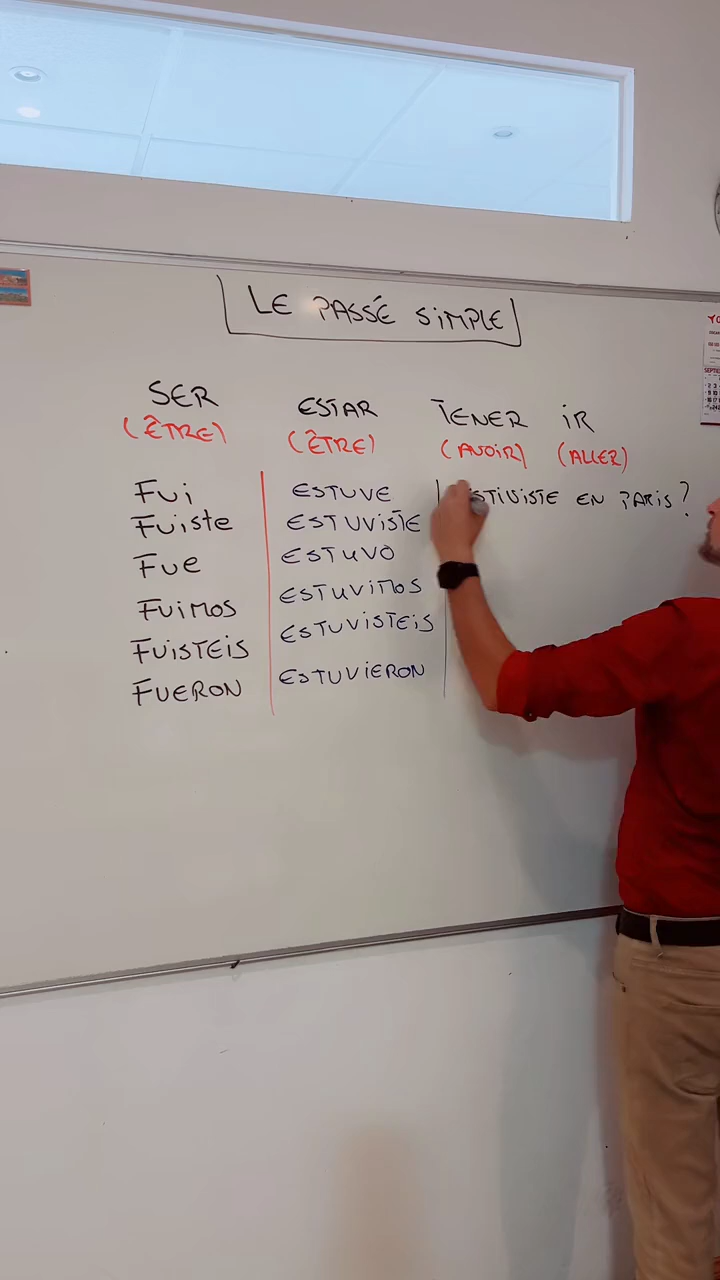 LE PASSÉ SIMPLE
SER ESTAR TENER IR
(ÊTRE) (ÊTRE) (AVOIR) (ALLER)
FUI ESTUVE EN PARIS?
FUISTE ESTUVISTE
FUE ESTUVO
FUIMOS ESTUVIMOS
FUISTEIS ESTUVISTEIS
FUERON ESTUVIERON